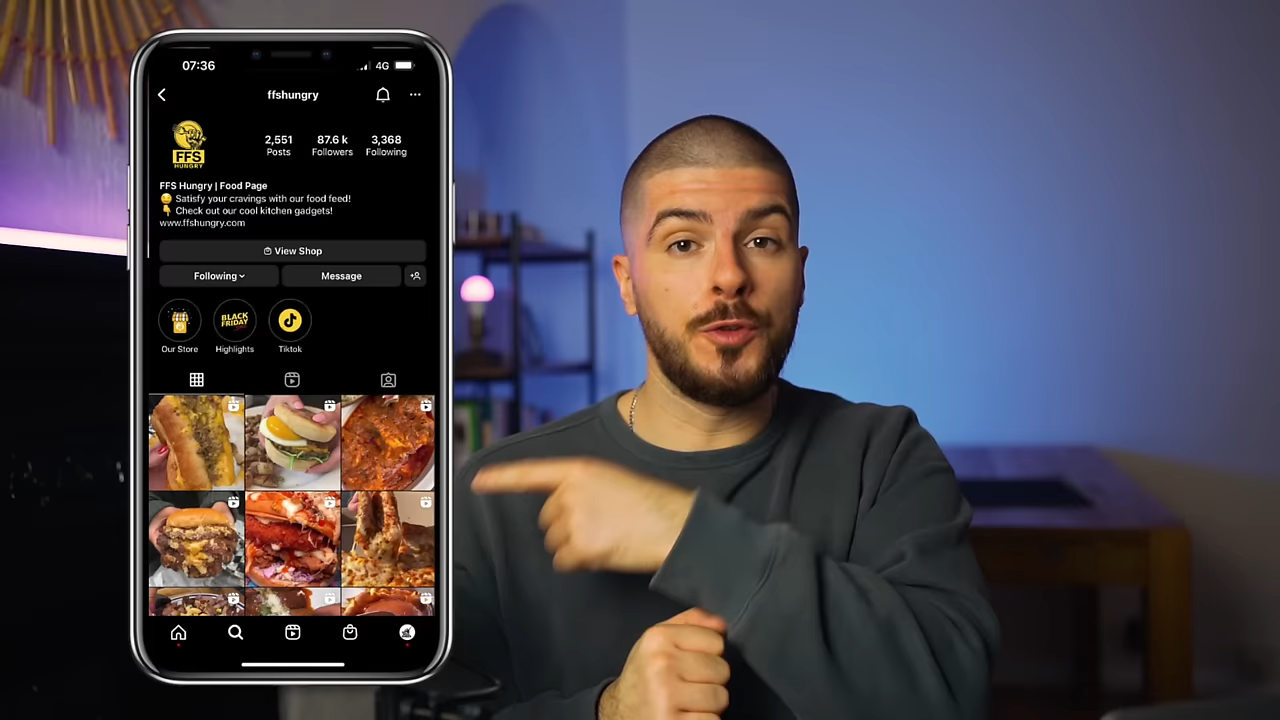 07:36
4G
ffshungry
FFS
HUNGRY
2,551
87.6 k
3,368
Posts
Followers
Following
FFS Hungry | Food Page
Satisfy your cravings with our food feed!
Check out our cool kitchen gadgets!
www.ffshungry.com
View Shop
Following
Message
BLACK
FRIDAY
Our Store
Highlights
Tiktok